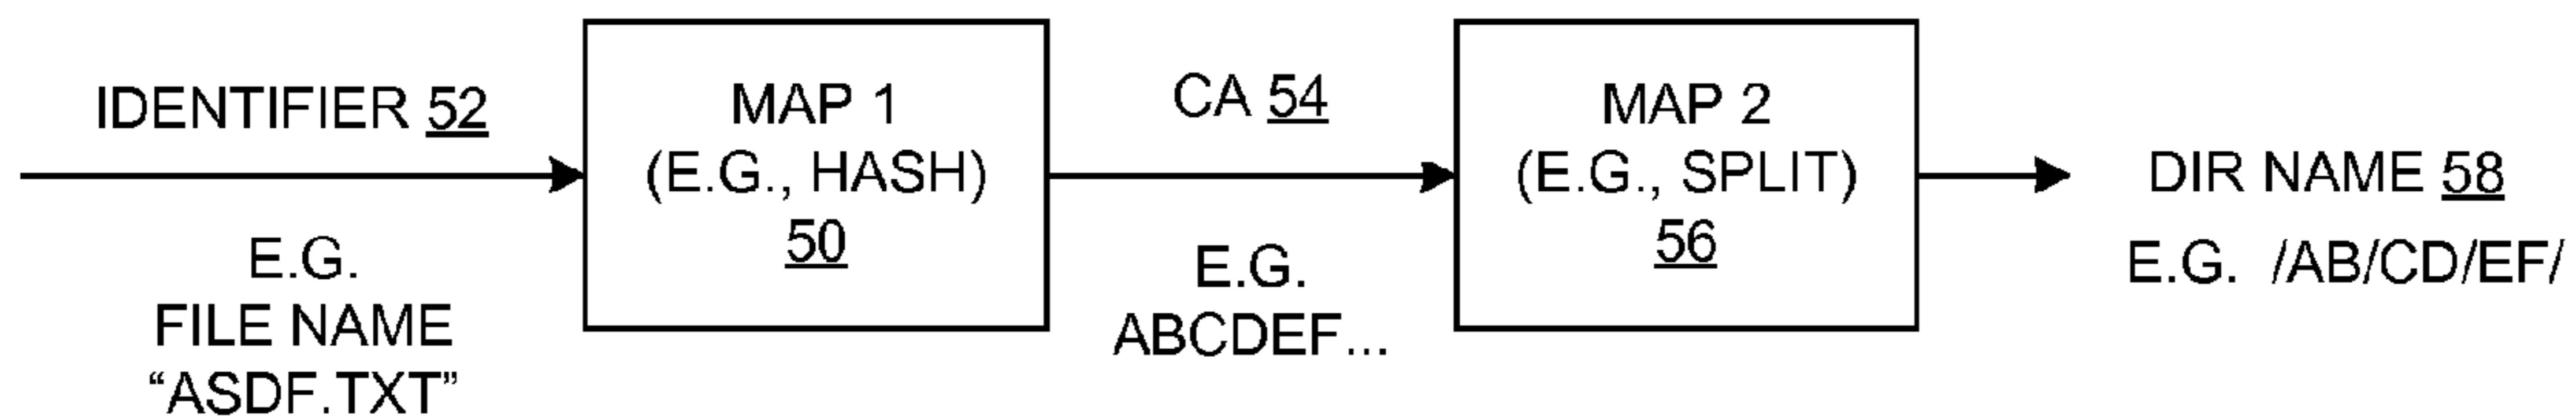 IDENTIFIER 52
E.G.
FILE NAME
“ASDF.TXT”
MAP 1
(E.G., HASH)
50
CA 54
E.G.
ABCDEF...
MAP 2
(E.G., SPLIT)
56
DIR NAME 58
E.G. /AB/CD/EF/